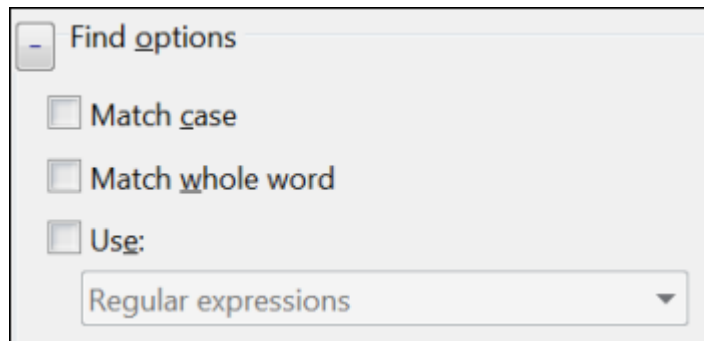 Find options
Match case
Match whole word
Use:
Regular expressions